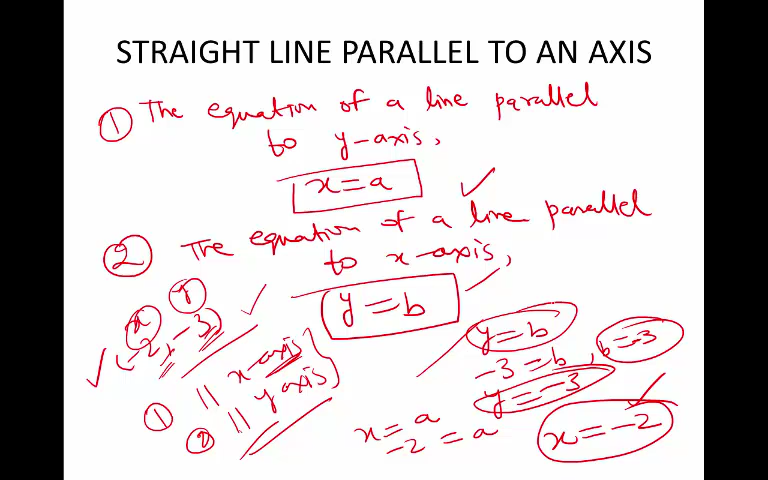 STRAIGHT LINE PARALLEL TO AN AXIS
① The equation of a line parallel
to y-axis,
x = a
② The equation of a line parallel
to x-axis,
y = b
x y
(-2, -3)
① || x-axis
② || y axis
y = b
-3 = b, b = -3
y = -3
x = a
-2 = a
x = -2